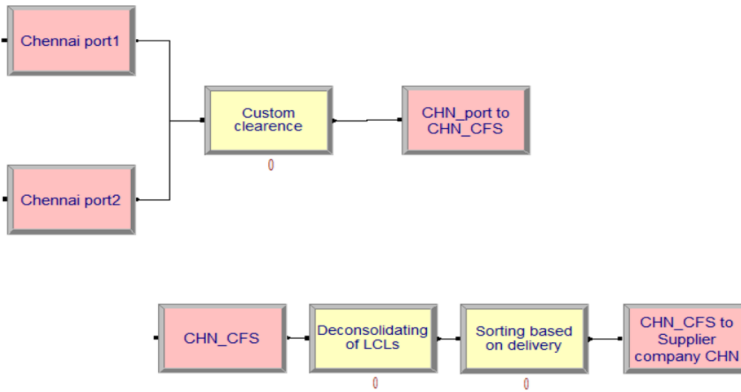 Chennai port1
Custom
clearence
0
CHN_port to
CHN_CFS
Chennai port2
CHN_CFS
Deconsolidating
of LCLs
0
Sorting based
on delivery
0
CHN_CFS to
Supplier
company CHN